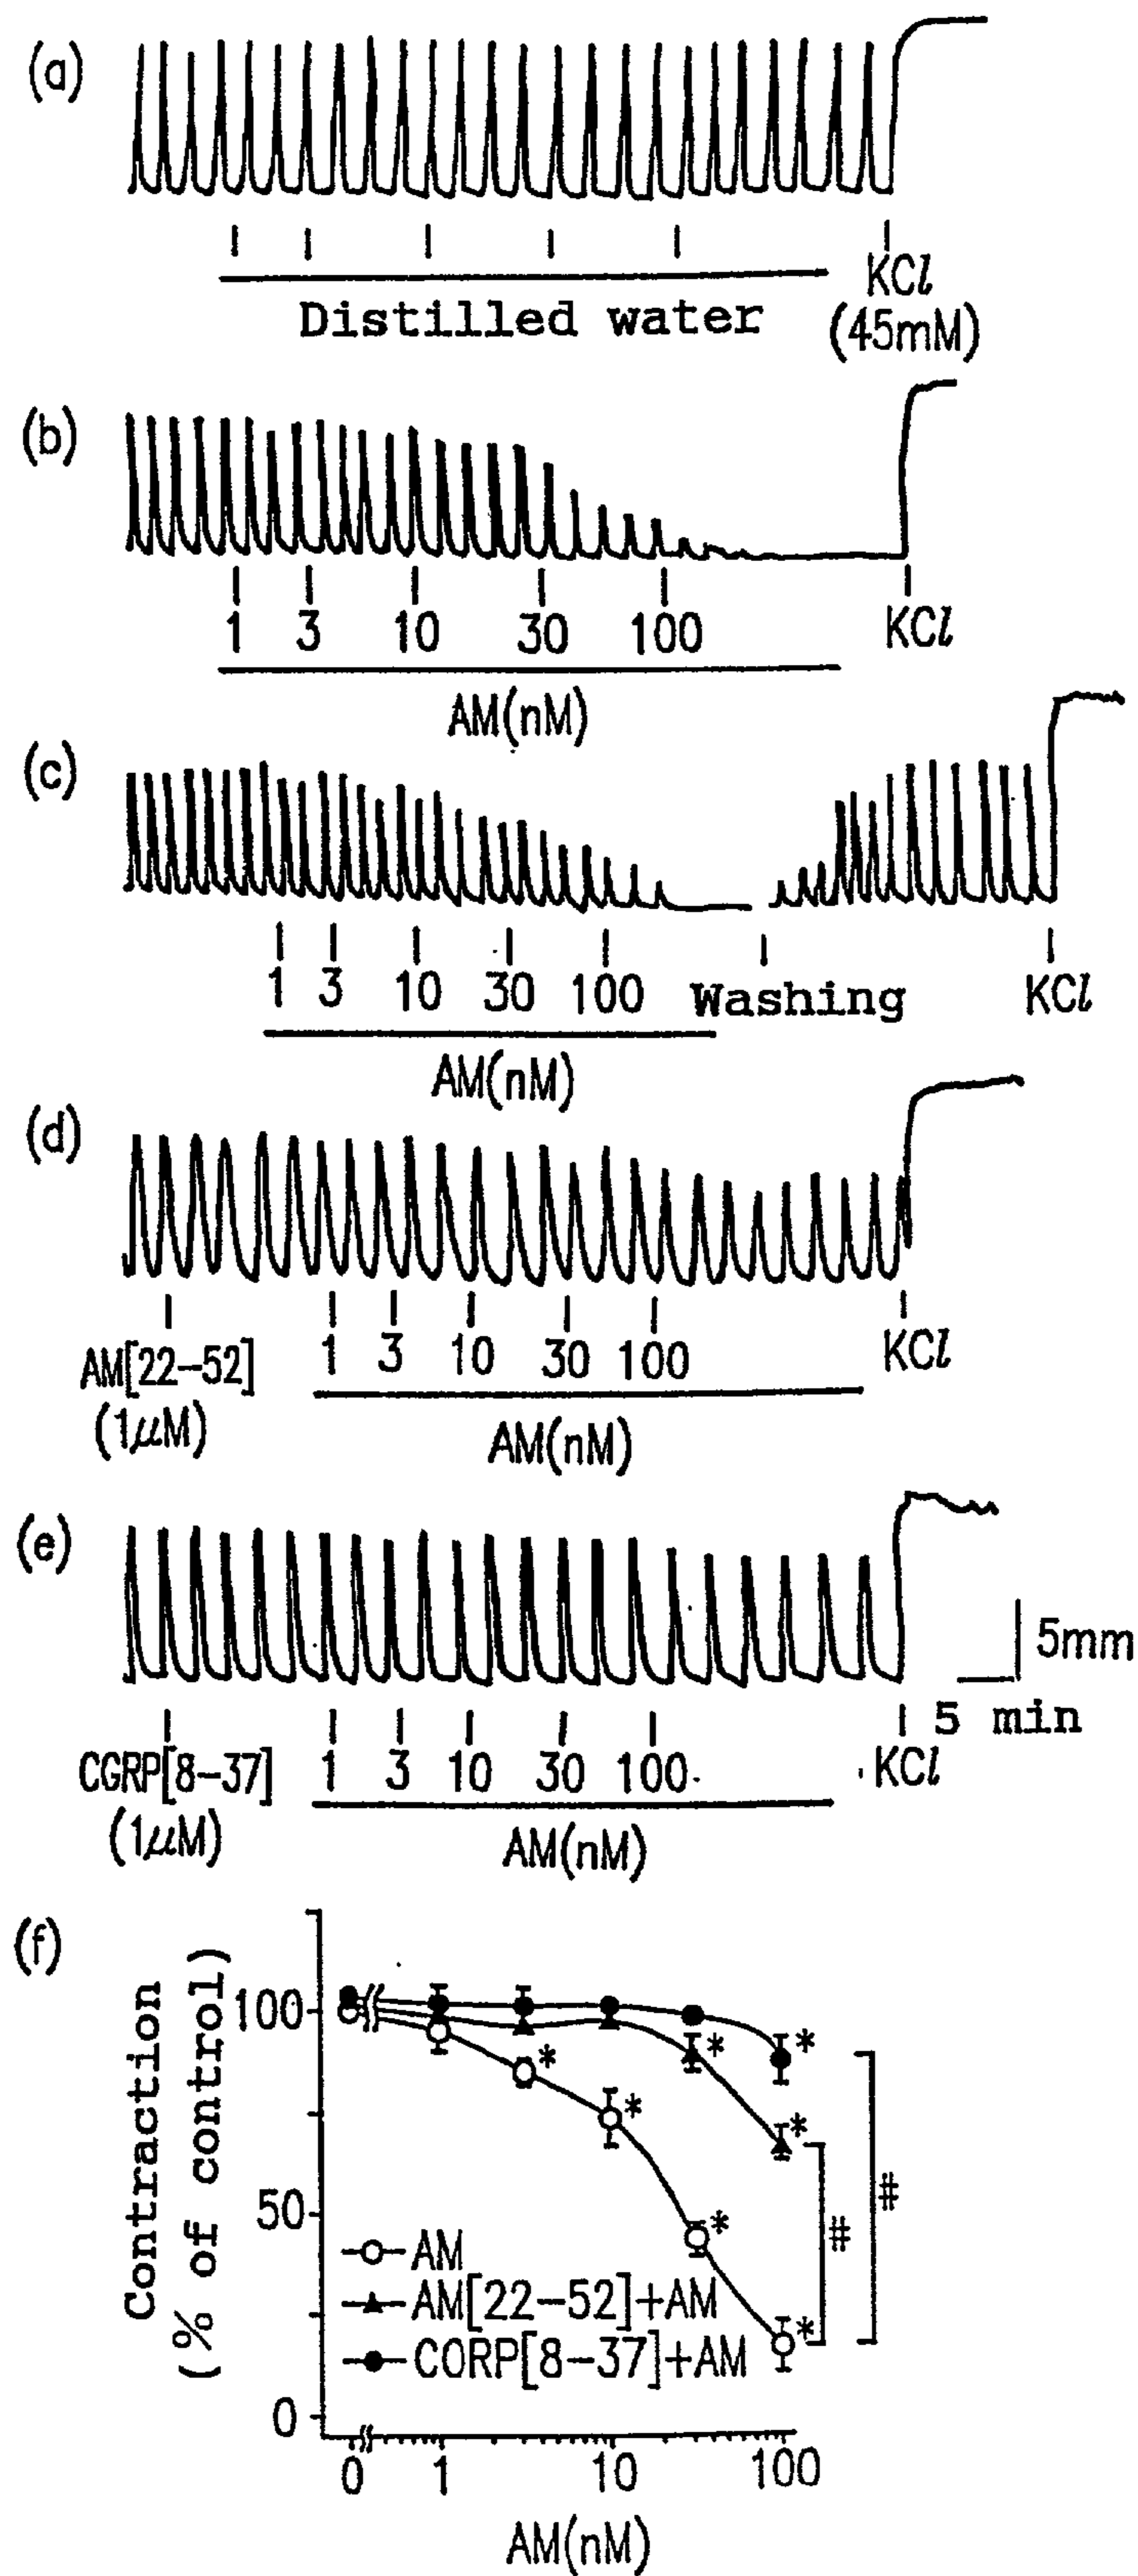 (a)
KCl
(45mM)
Distilled water
(b)
1 3 10 30 100 KCl
AM(nM)
(c)
1 3 10 30 100 Washing KCl
AM(nM)
(d)
AM[22-52]
(1μM)
1 3 10 30 100 KCl
AM(nM)
(e)
5mm
5 min
CGRP[8-37]
(1μM)
1 3 10 30 100 KCl
AM(nM)
(f)
Contraction
(% of control)
100
50
0
* * * * * * *
# #
AM
AM[22-52]+AM
CORP[8-37]+AM
0 1 10 100
AM(nM)